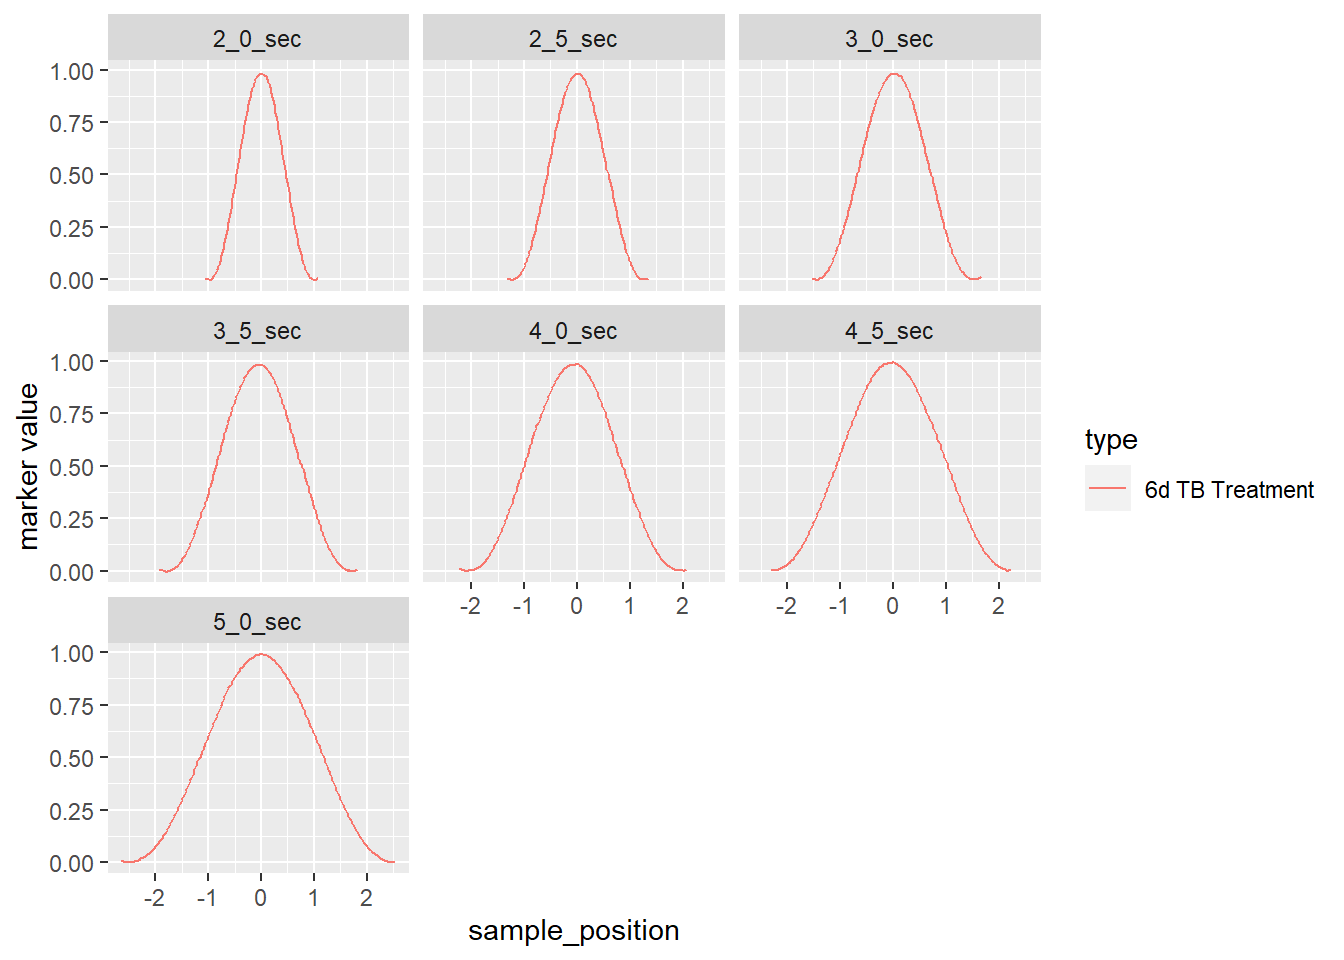 2_0_sec
2_5_sec
3_0_sec
1.00
0.75
0.50
0.25
0.00
3_5_sec
4_0_sec
4_5_sec
1.00
0.75
0.50
0.25
0.00
marker value
-2 -1 0 1 2
-2 -1 0 1 2
5_0_sec
1.00
0.75
0.50
0.25
0.00
-2 -1 0 1 2
sample_position
type
6d TB Treatment